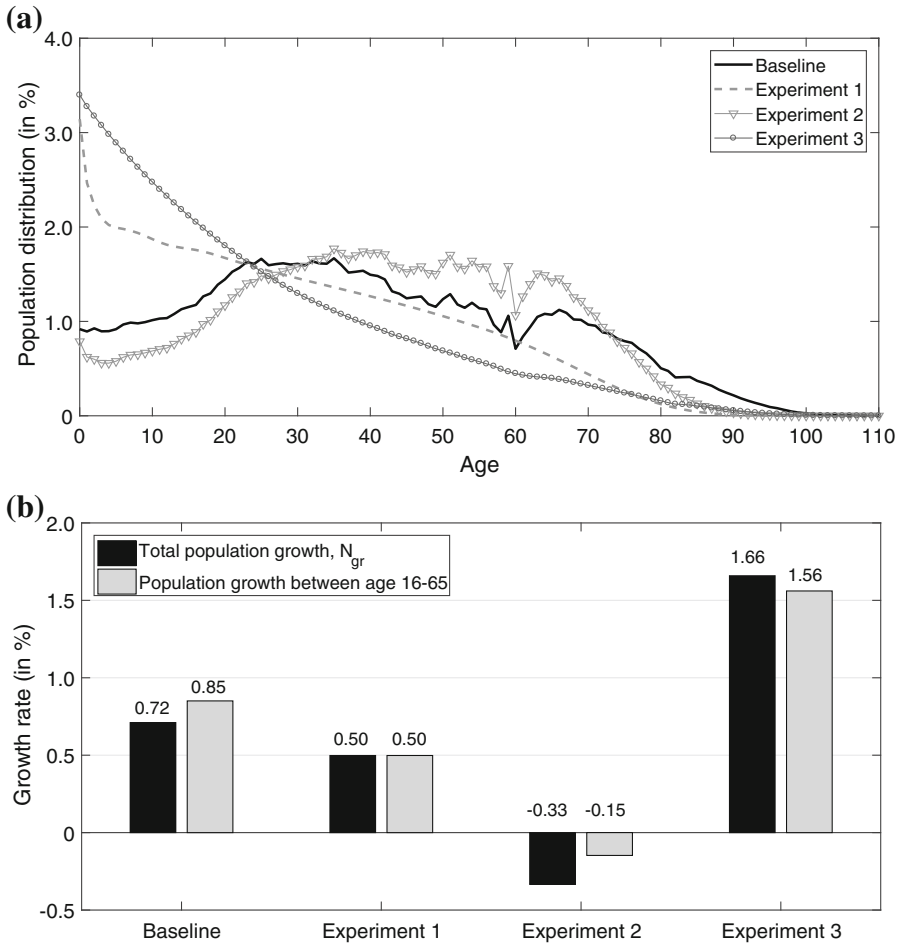 (a)
4.0
3.0
2.0
1.0
0
Population distribution (in %)
Baseline
Experiment 1
Experiment 2
Experiment 3
0 10 20 30 40 50 60 70 80 90 100 110
Age
(b)
2.0
1.5
1.0
0.5
0
-0.5
Growth rate (in %)
Total population growth, N_gr
Population growth between age 16-65
0.72 0.85
0.50 0.50
-0.33 -0.15
1.66 1.56
Baseline Experiment 1 Experiment 2 Experiment 3